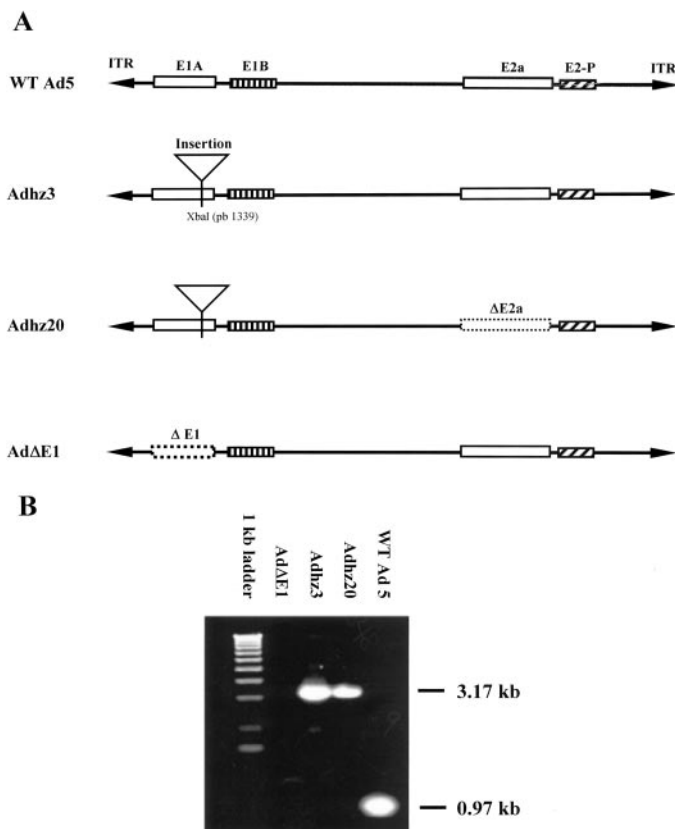 A
ITR E1A E1B E2a E2-P ITR
WT Ad5
Insertion
Adhz3
XbaI (pb 1339)
Adhz20
ΔE2a
Δ E1
AdΔE1
B
1 kb ladder
AdΔE1
Adhz3
Adhz20
WT Ad 5
3.17 kb
0.97 kb